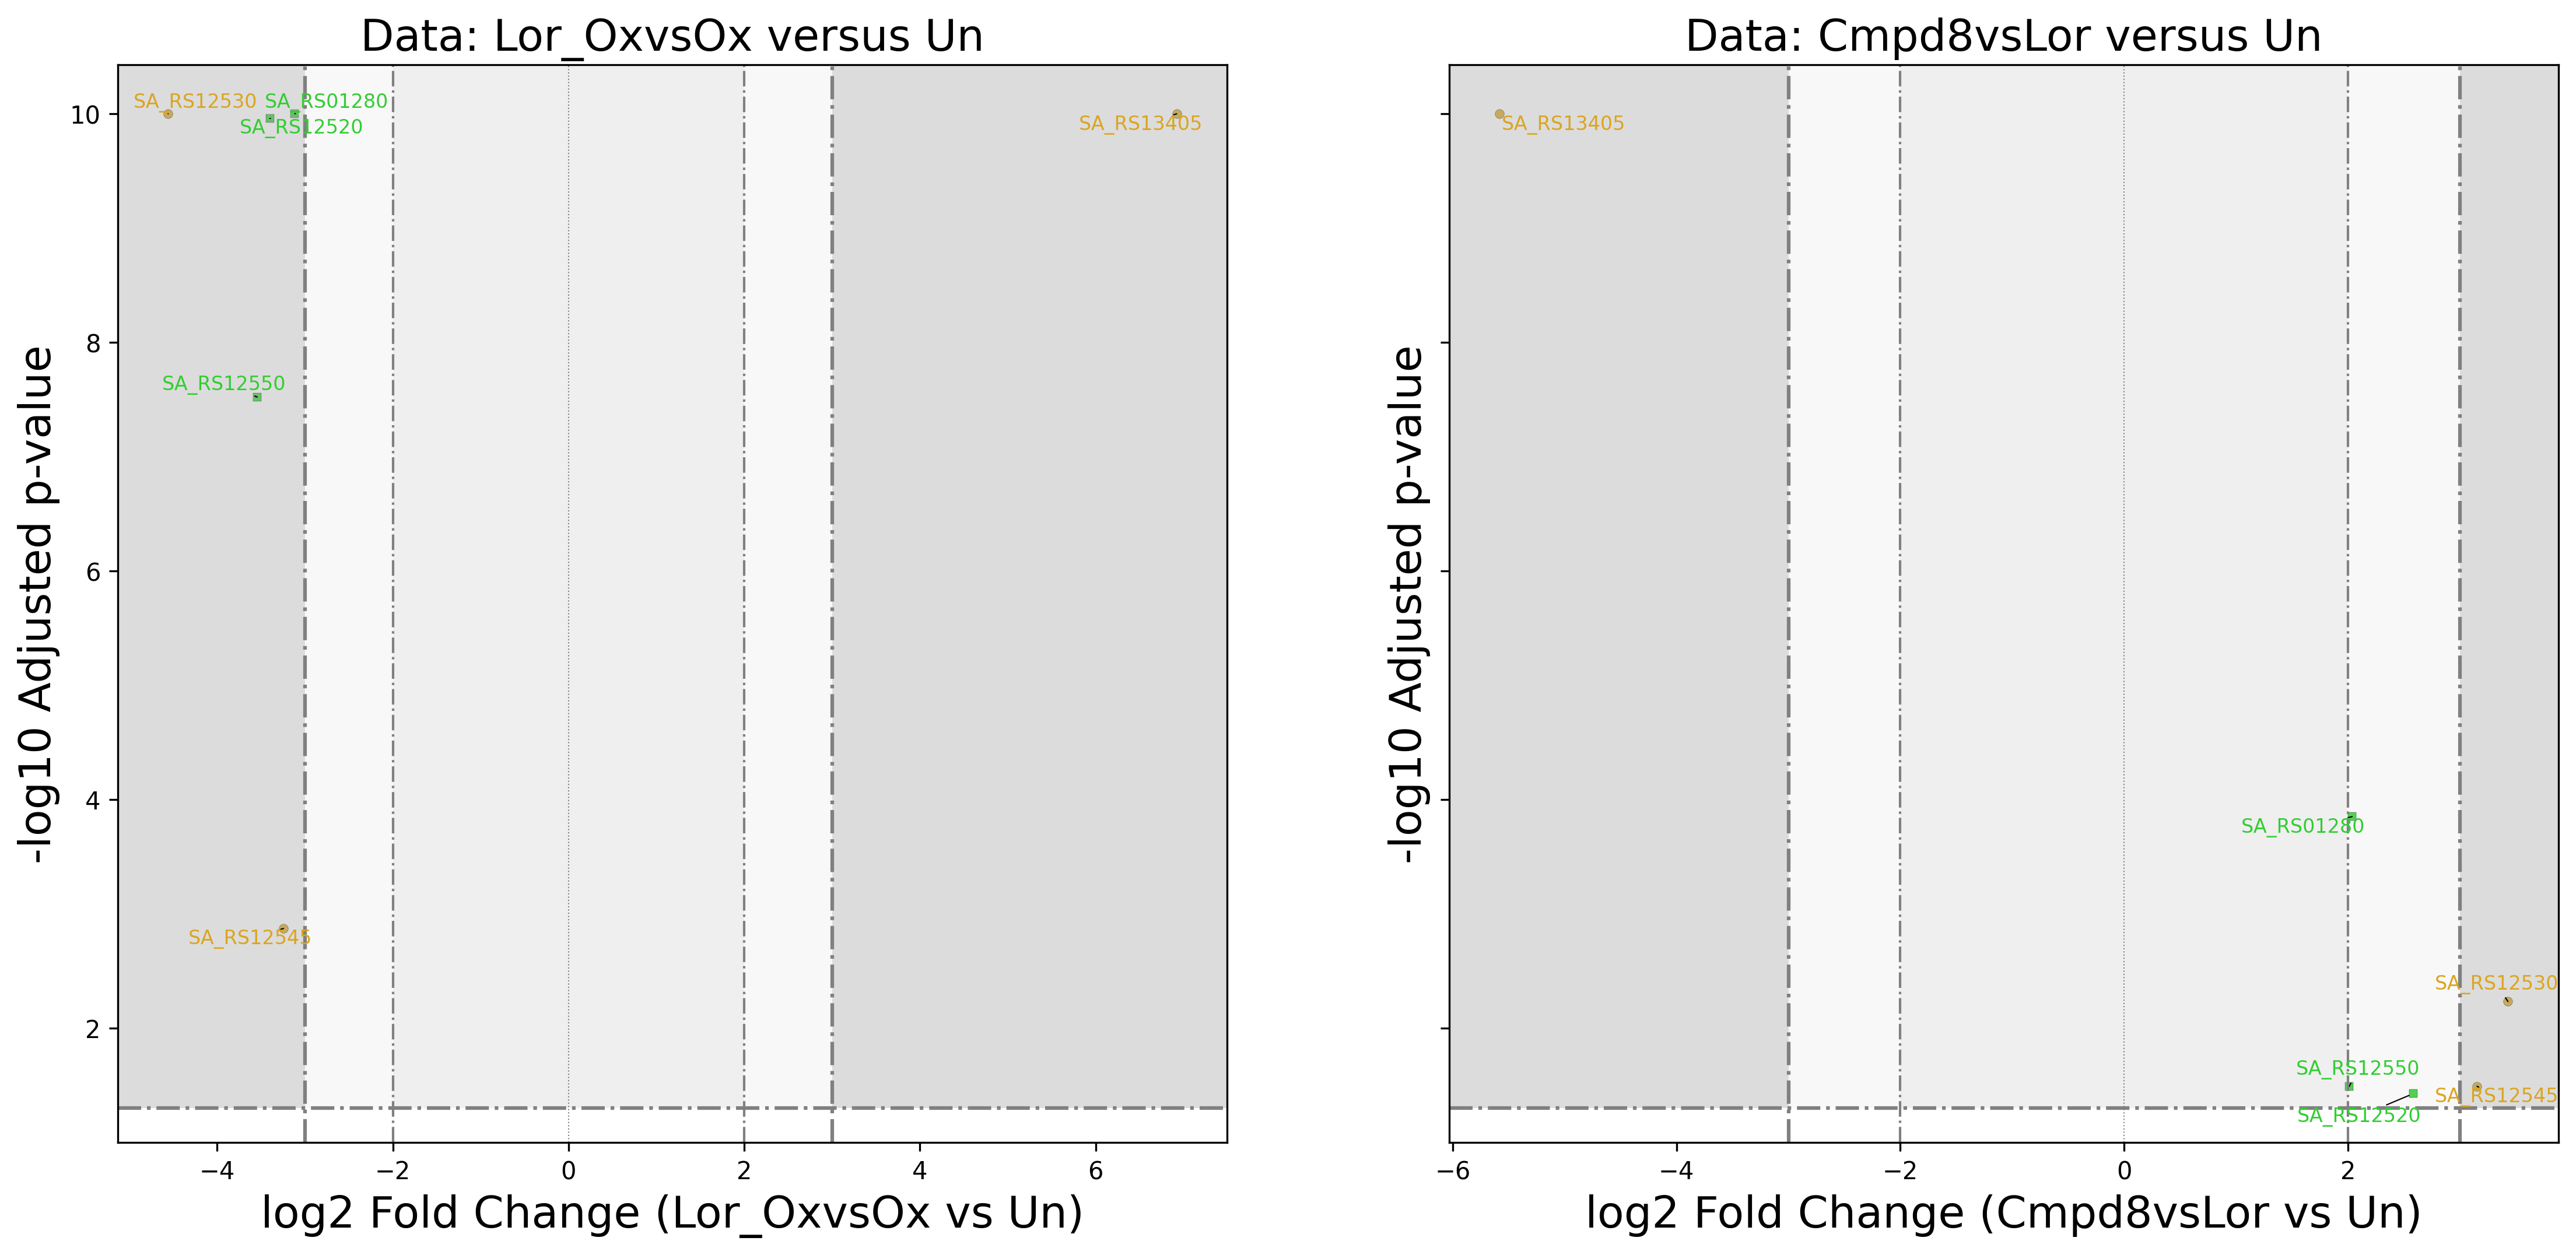 Data: Lor_OxvsOx versus Un
Data: Cmpd8vsLor versus Un
-log10 Adjusted p-value
10
8
6
4
2
SA_RS12530
SA_RS01280
SA_RS12520
SA_RS13405
SA_RS12550
SA_RS12545
−4
−2
0
2
4
6
log2 Fold Change (Lor_OxvsOx vs Un)
-log10 Adjusted p-value
SA_RS13405
SA_RS01280
SA_RS12530
SA_RS12550
SA_RS12545
SA_RS12520
−6
−4
−2
0
2
log2 Fold Change (Cmpd8vsLor vs Un)